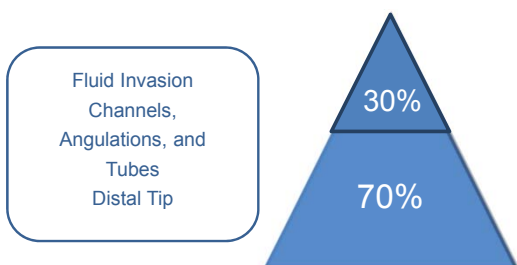 Fluid Invasion
Channels,
Angulations, and
Tubes
Distal Tip
30%
70%